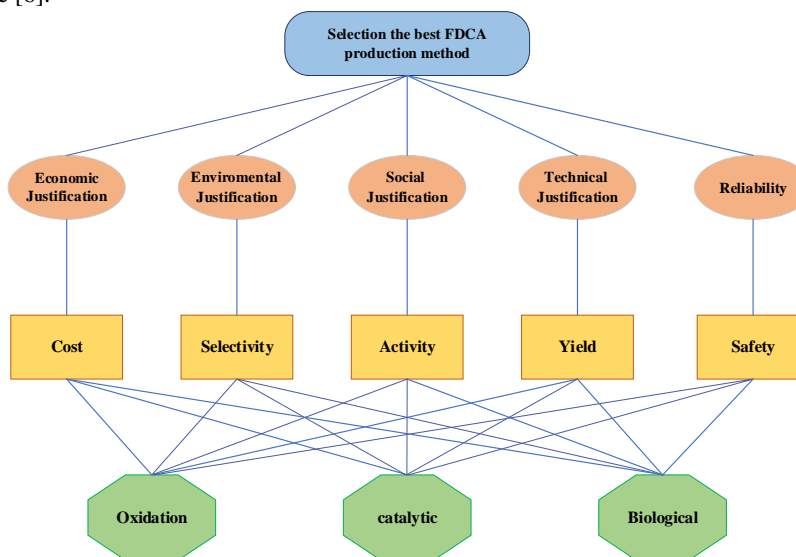 [6].
Selection the best FDCA
production method
Economic
Justification
Enviromental
Justification
Social
Justification
Technical
Justification
Reliability
Cost
Selectivity
Activity
Yield
Safety
Oxidation
catalytic
Biological